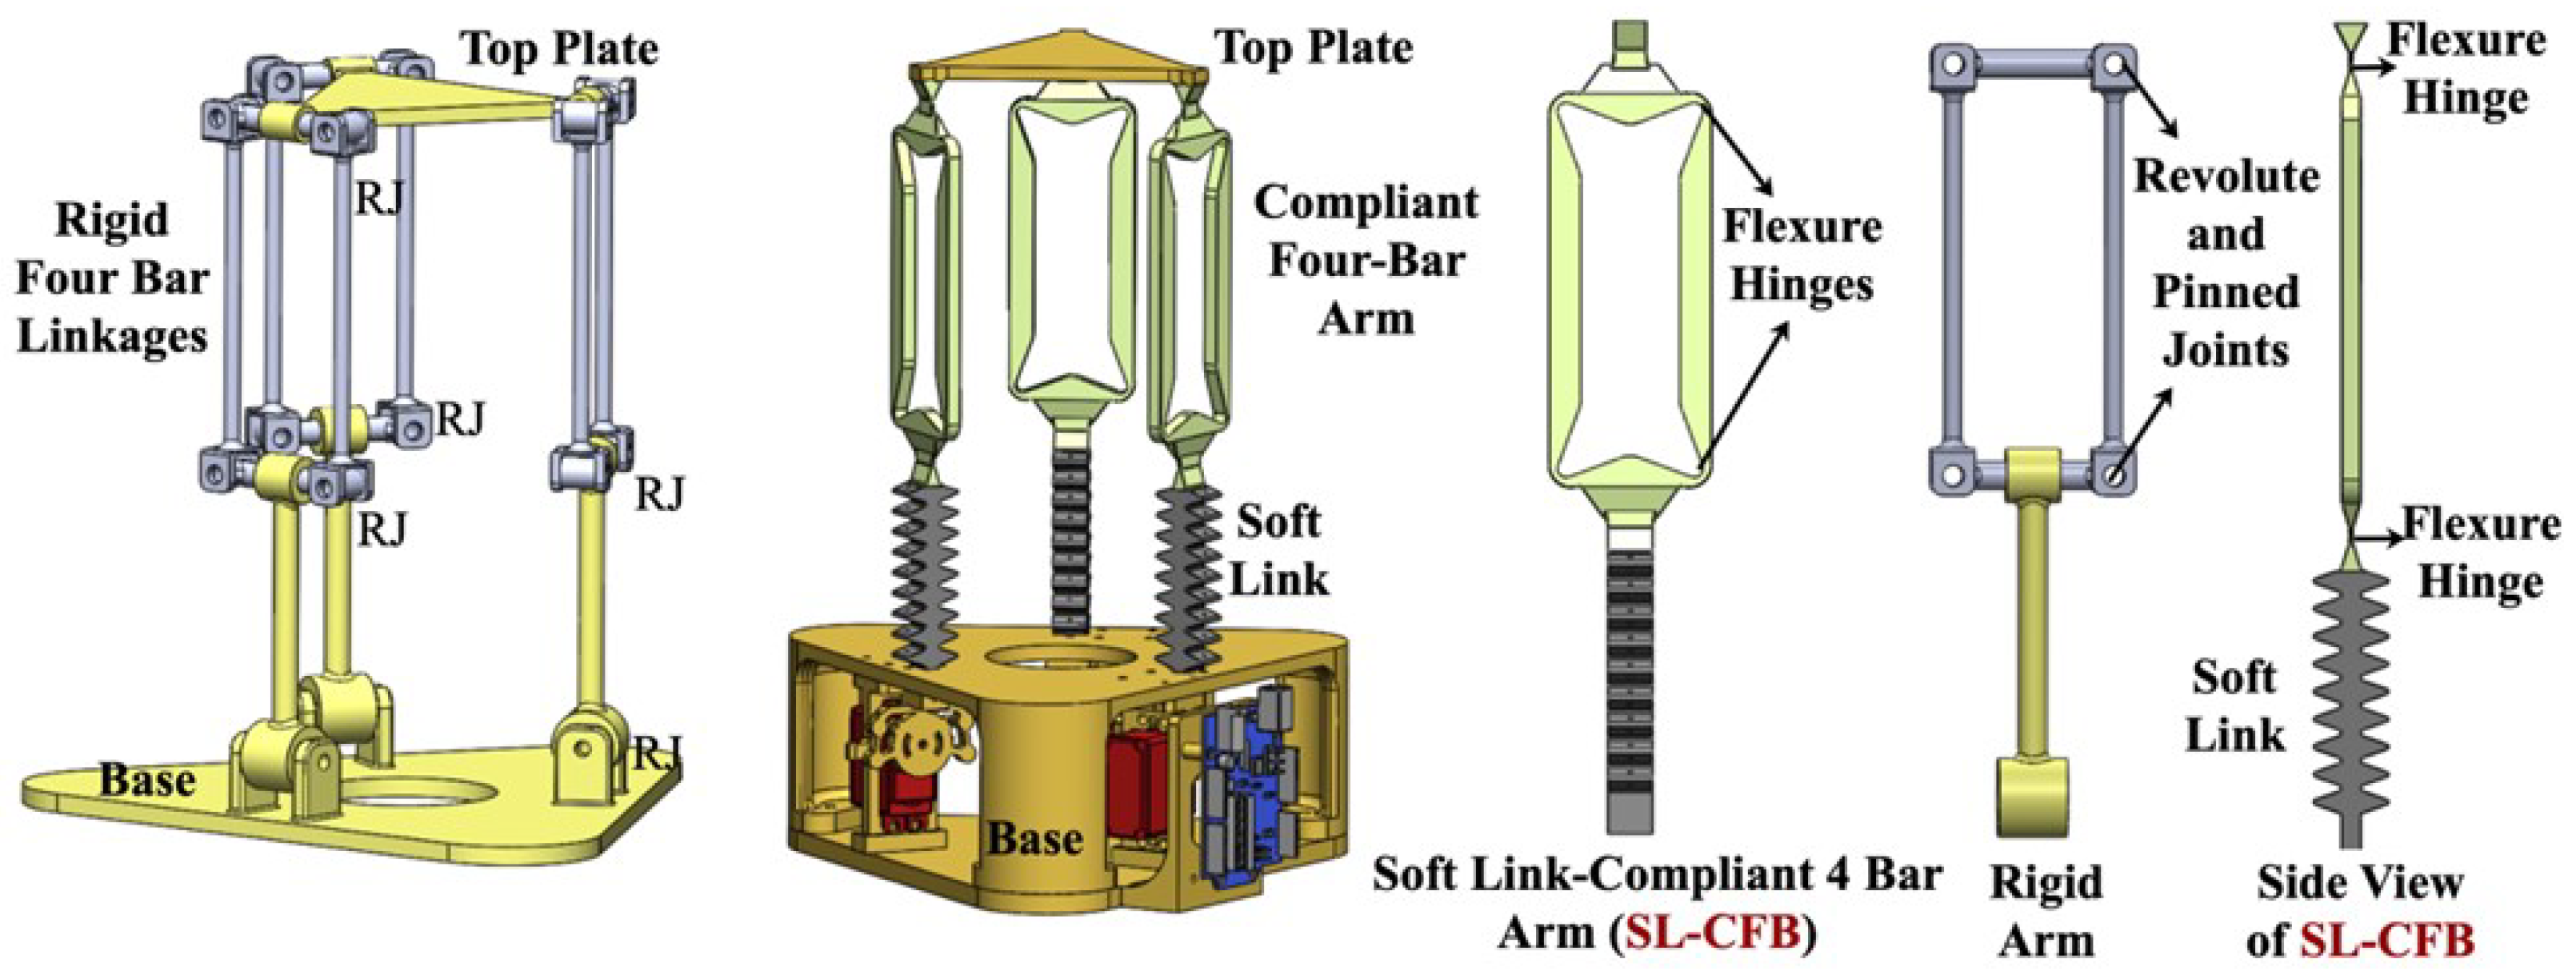 Top Plate
RJ
Rigid
Four Bar
Linkages
RJ
RJ
RJ
RJ
Base
Top Plate
Compliant
Four-Bar
Arm
Soft
Link
Base
Flexure
Hinges
Soft Link-Compliant 4 Bar
Arm (SL-CFB)
Revolute
and
Pinned
Joints
Rigid
Arm
Flexure
Hinge
Flexure
Hinge
Soft
Link
Side View
of SL-CFB